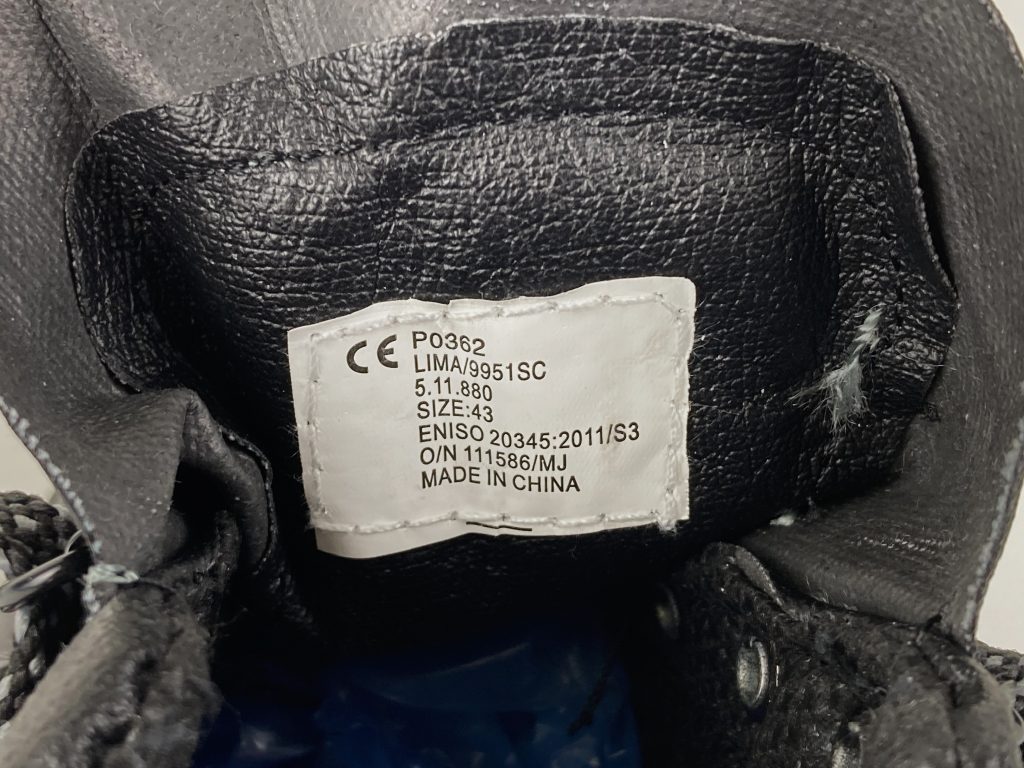 CE P0362
LIMA/9951SC
5.11.880
SIZE:43
ENISO 20345:2011/S3
O/N 111586/MJ
MADE IN CHINA